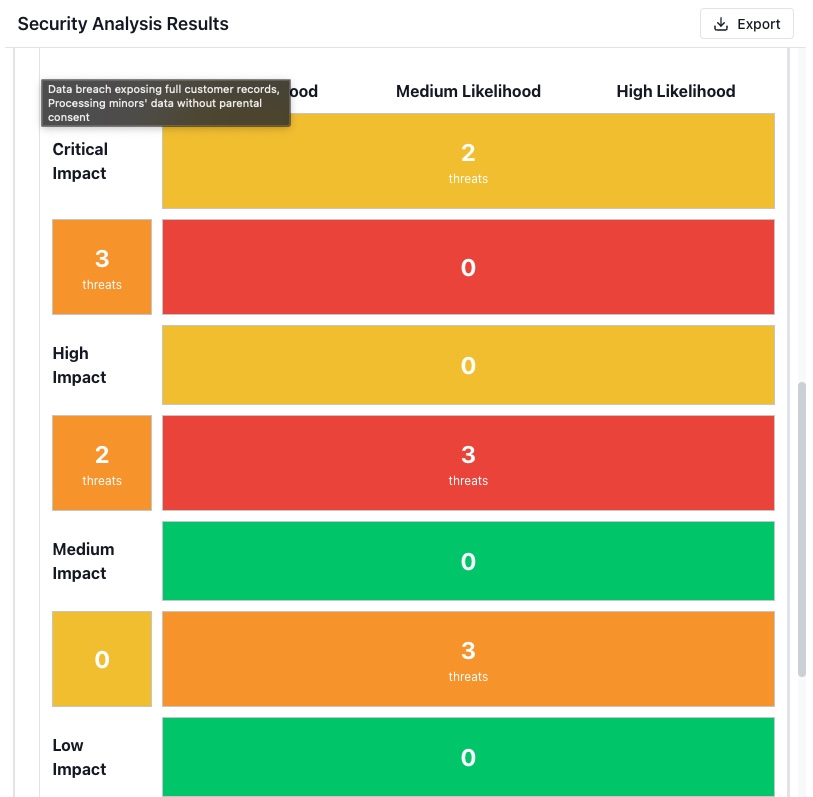 Security Analysis Results
Export
Data breach exposing full customer records,
Processing minors' data without parental
consent
ood
Medium Likelihood
High Likelihood
Critical
Impact
2
threats
3
threats
0
High
Impact
0
2
threats
3
threats
Medium
Impact
0
0
3
threats
Low
Impact
0